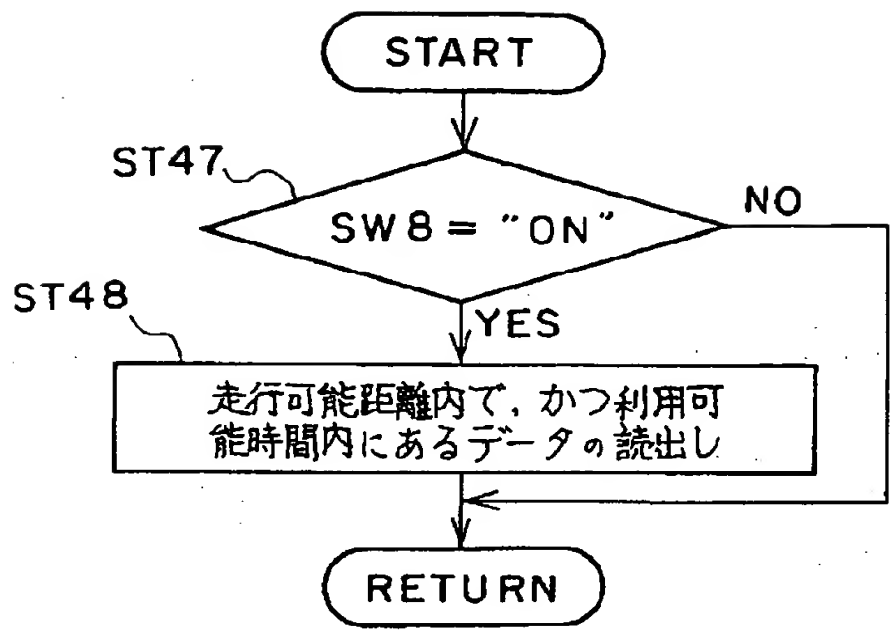 START
ST47
SW8 = "ON"
NO
ST48
YES
走行可能距離内で、かつ利用可
能時間内にあるデータの読出し
RETURN